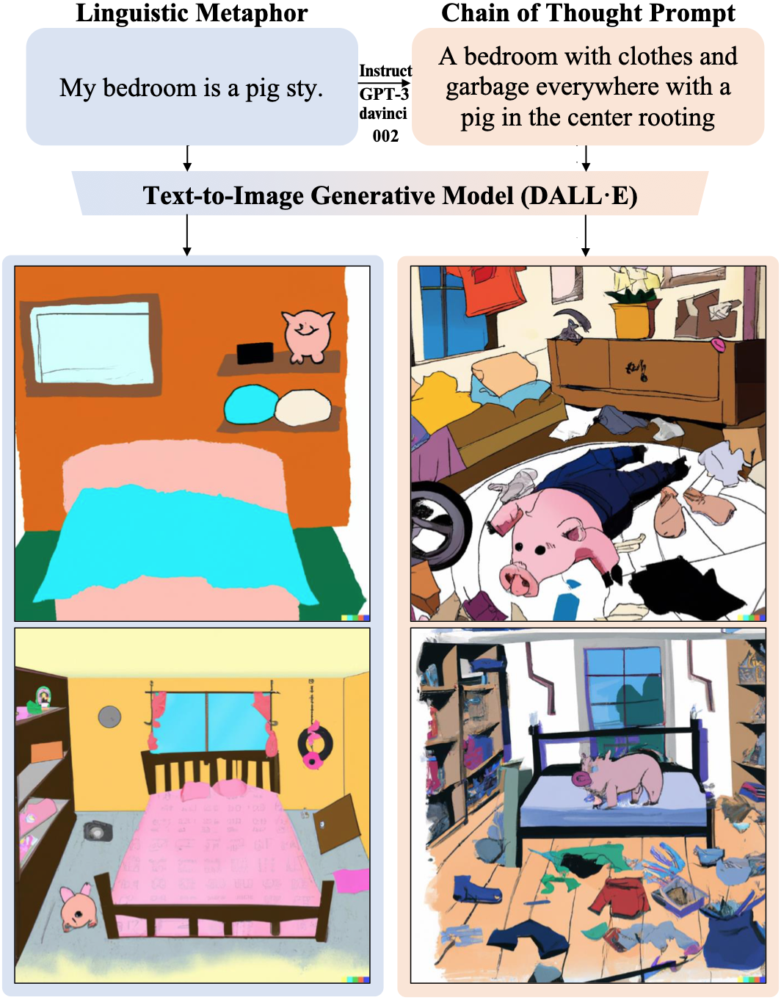 Linguistic Metaphor
Chain of Thought Prompt
My bedroom is a pig sty.
Instruct
GPT-3
davinci
002
A bedroom with clothes and
garbage everywhere with a
pig in the center rooting
Text-to-Image Generative Model (DALL·E)